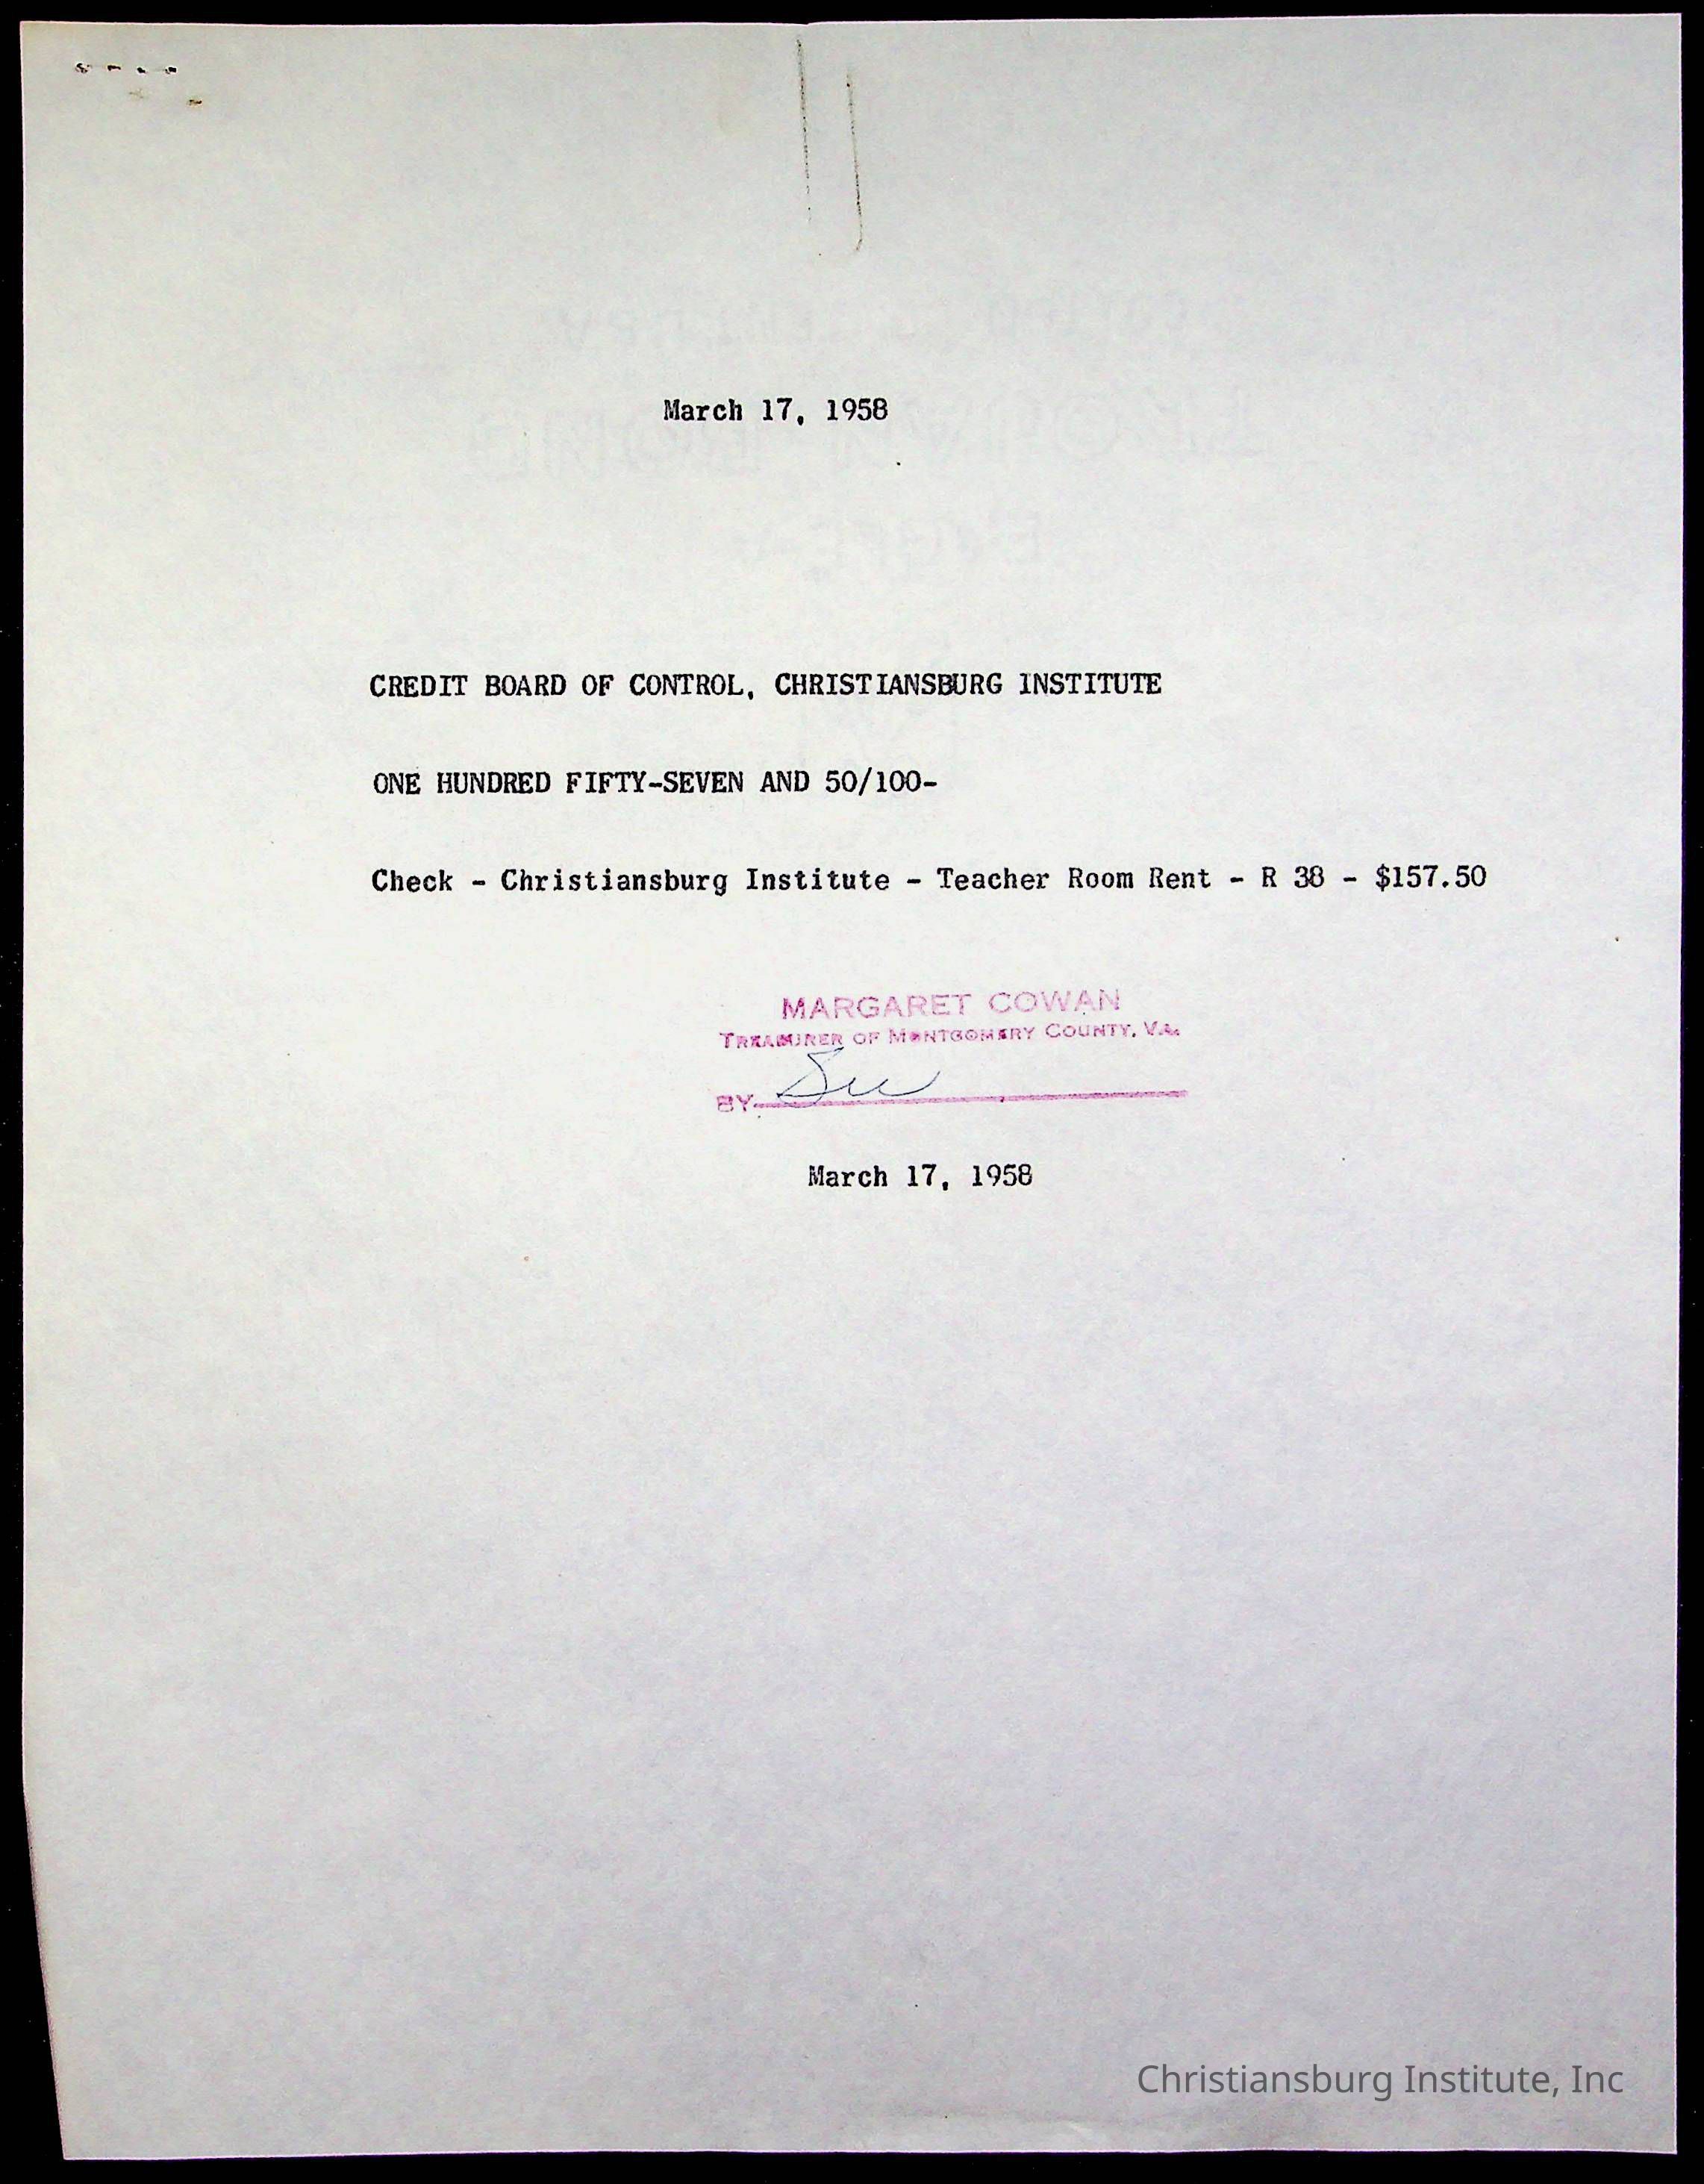 March 17, 1958
CREDIT BOARD OF CONTROL, CHRISTIANSBURG INSTITUTE
ONE HUNDRED FIFTY-SEVEN AND 50/100-
Check - Christiansburg Institute - Teacher Room Rent - R 38 - $157.50
MARGARET COWAN
TREASURER OF MONTGOMERY COUNTY, VA.
BY
March 17, 1958
Christiansburg Institute, Inc